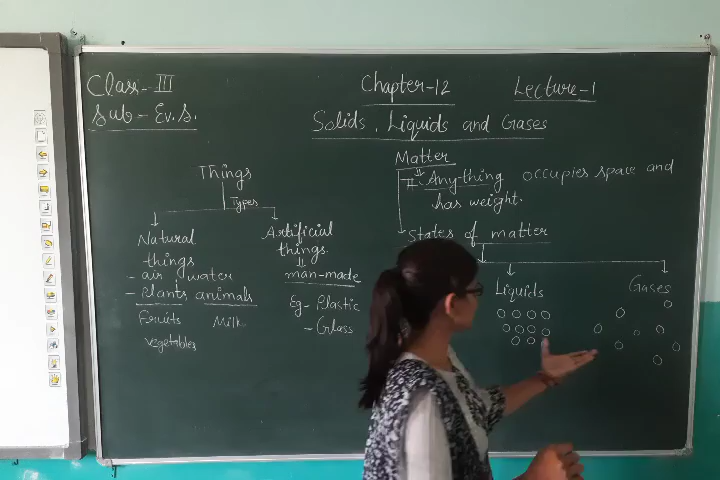 Class-III
Sub- Ev.S.
Chapter-12
Lecture-1
Solids, Liquids and Gases
Things
Types
Natural things
- air water
- Plants animals
Fruits Milk
vegetables
Artificial things
man-made
Eg- Plastic
- Glass
Matter
Any-thing occupies space and
has weight.
States of matter
Liquids
Gases